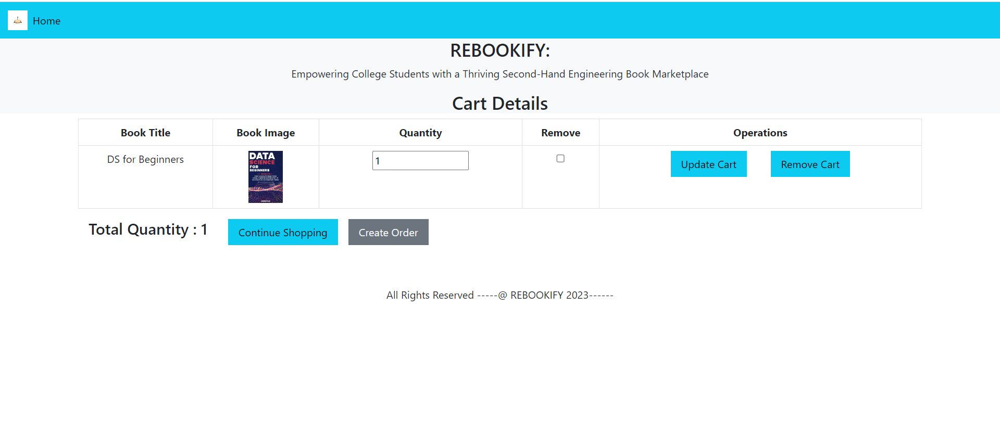 Home
REBOOKIFY:
Empowering College Students with a Thriving Second-Hand Engineering Book Marketplace
Cart Details
Book Title Book Image Quantity Remove Operations
DS for Beginners 1 Update Cart Remove Cart
DATA
SCIENCE
FOR
BEGINNERS
Total Quantity : 1 Continue Shopping Create Order
All Rights Reserved -----@ REBOOKIFY 2023------